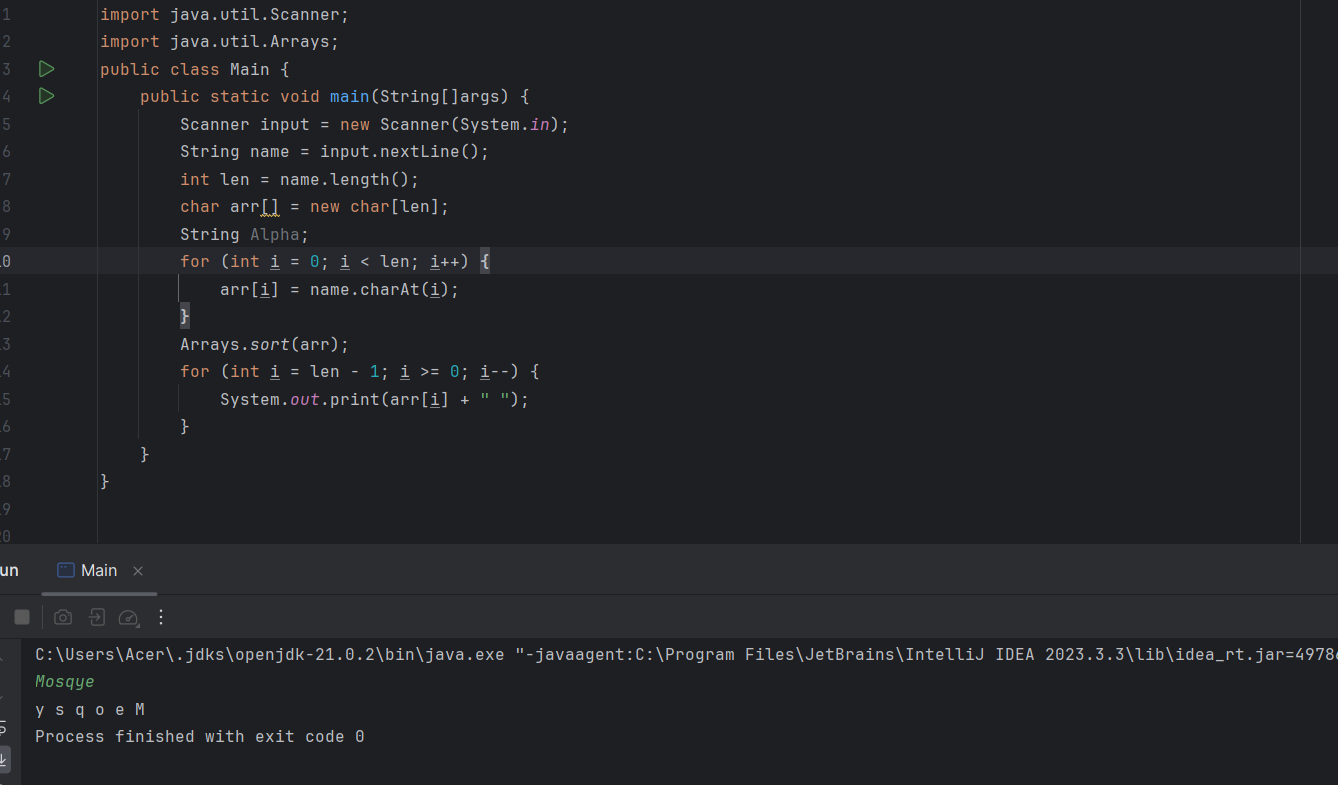 1 import java.util.Scanner;
2 import java.util.Arrays;
3 public class Main {
4 public static void main(String[]args) {
5 Scanner input = new Scanner(System.in);
6 String name = input.nextLine();
7 int len = name.length();
8 char arr[] = new char[len];
9 String Alpha;
0 for (int i = 0; i < len; i++) {
1 arr[i] = name.charAt(i);
2 }
3 Arrays.sort(arr);
4 for (int i = len - 1; i >= 0; i--) {
5 System.out.print(arr[i] + " ");
6 }
7 }
8 }
9
20
un Main
C:\Users\Acer\.jdks\openjdk-21.0.2\bin\java.exe "-javaagent:C:\Program Files\JetBrains\IntelliJ IDEA 2023.3.3\lib\idea_rt.jar=49786
Mosqye
y s q o e M
Process finished with exit code 0